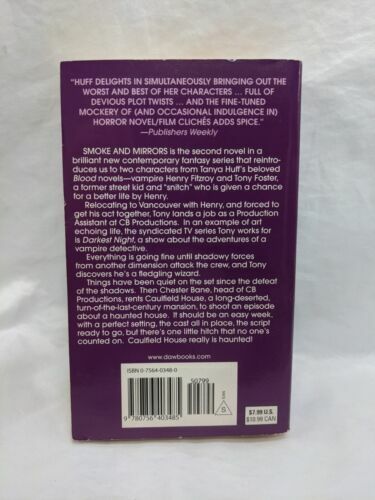 "HUFF DELIGHTS IN SIMULTANEOUSLY BRINGING OUT THE
WORST AND BEST OF HER CHARACTERS ... FULL OF
DEVIOUS PLOT TWISTS ... AND THE FINE-TUNED
MOCKERY OF (AND OCCASIONAL INDULGENCE IN)
HORROR NOVEL/FILM CLICHÉS ADDS SPICE."
—Publishers Weekly
SMOKE AND MIRRORS is the second novel in a
brilliant new contemporary fantasy series that reintrod-
uces us to two characters from Tanya Huff's beloved
Blood novels—vampire Henry Fitzroy and Tony Foster,
a former street kid and "snitch" who is given a chance
for a better life by Henry.
Relocating to Vancouver with Henry, and forced to
get his act together, Tony lands a job as a Production
Assistant at CB Productions. In an example of art
echoing life, the syndicated TV series Tony works for
is Darkest Night, a show about the adventures of a
vampire detective.
Everything is going fine until shadowy forces
from another dimension attack the crew, and Tony
discovers he's a fledgling wizard.
Things have been quiet on the set since the defeat
of the shadows. Then Chester Bane, head of CB
Productions, rents Caulfield House, a long-deserted,
turn-of-the-last-century mansion, to shoot an episode
about a haunted house. It should be an easy week,
with a perfect setting, the cast all in place, the script
ready to go, but there's one little hitch that no one's
counted on. Caulfield House really is haunted!
www.dawbooks.com
ISBN 0-7564-0348-0
50799
9 780756 403485
S
EAN
$7.99 U.S.
$10.99 CAN